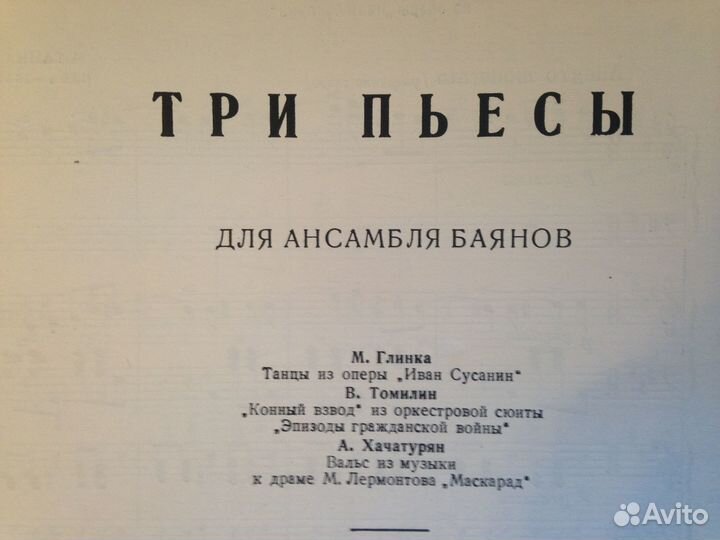 ТРИ ПЬЕСЫ
ДЛЯ АНСАМБЛЯ БАЯНОВ
М. Глинка
Танцы из оперы „Иван Сусанин“
В. Томилин
„Конный взвод“ из оркестровой сюиты
„Эпизоды гражданской войны“
А. Хачатурян
Вальс из музыки
к драме М. Лермонтова „Маскарад“
Avito